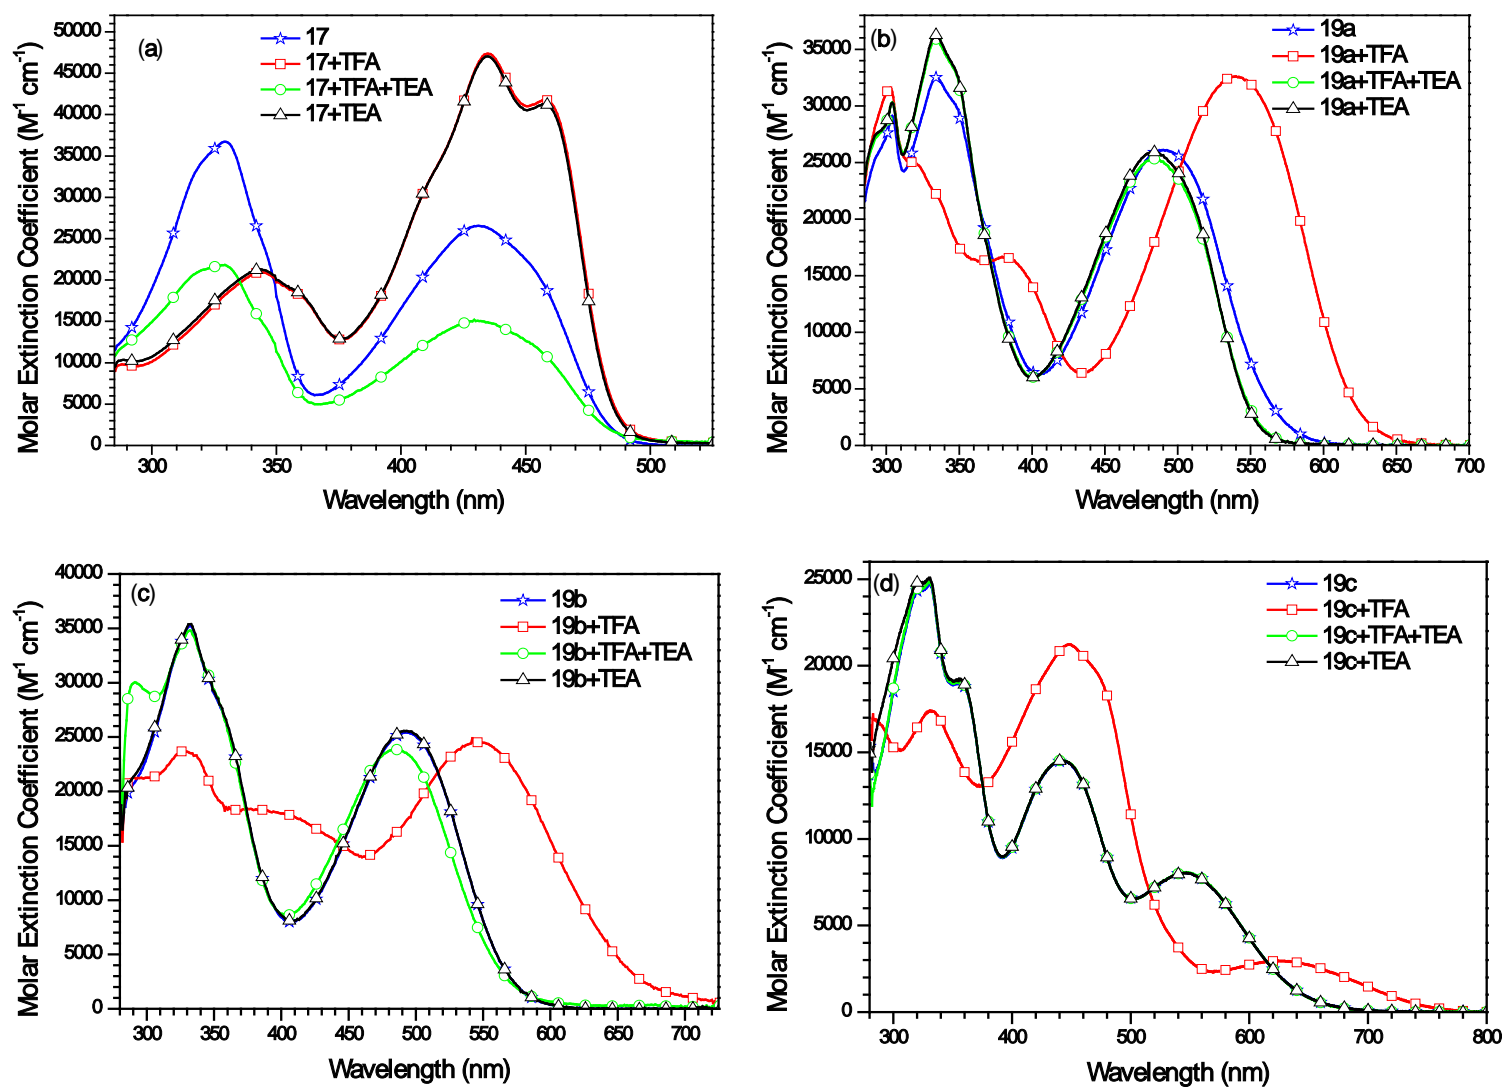 (a)
17
17+TFA
17+TFA+TEA
17+TEA
50000
45000
40000
35000
30000
25000
20000
15000
10000
5000
0
300 400 500
Molar Extinction Coefficient (M⁻¹ cm⁻¹)
Wavelength (nm)
(b)
19a
19a+TFA
19a+TFA+TEA
19a+TEA
35000
30000
25000
20000
15000
10000
5000
0
300 350 400 450 500 550 600 650 700
Molar Extinction Coefficient (M⁻¹ cm⁻¹)
Wavelength (nm)
(c)
19b
19b+TFA
19b+TFA+TEA
19b+TEA
40000
35000
30000
25000
20000
15000
10000
5000
0
300 350 400 450 500 550 600 650 700
Molar Extinction Coefficient (M⁻¹ cm⁻¹)
Wavelength (nm)
(d)
19c
19c+TFA
19c+TFA+TEA
19c+TEA
25000
20000
15000
10000
5000
0
300 400 500 600 700 800
Molar Extinction Coefficient (M⁻¹ cm⁻¹)
Wavelength (nm)